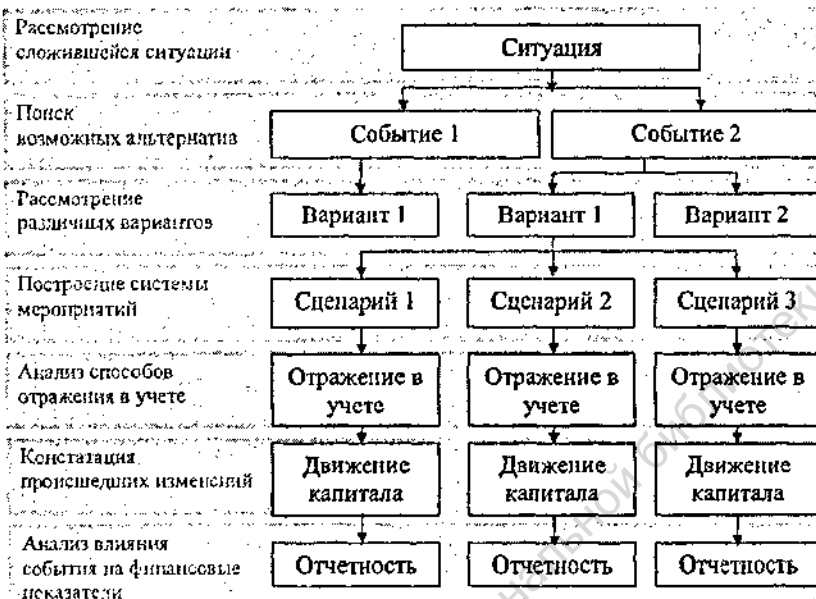 Рассмотрение
сложившейся ситуации
Ситуация
Поиск
возможных альтернатив
Событие 1
Событие 2
Рассмотрение
различных вариантов
Вариант 1
Вариант 1
Вариант 2
Построение системы
мероприятий
Сценарий 1
Сценарий 2
Сценарий 3
Анализ способов
отражения в учете
Отражение в
учете
Отражение в
учете
Отражение в
учете
Констатация
происшедших изменений
Движение
капитала
Движение
капитала
Движение
капитала
Анализ влияния
события на финансовые
показатели
Отчетность
Отчетность
Отчетность
нальной библиотеки